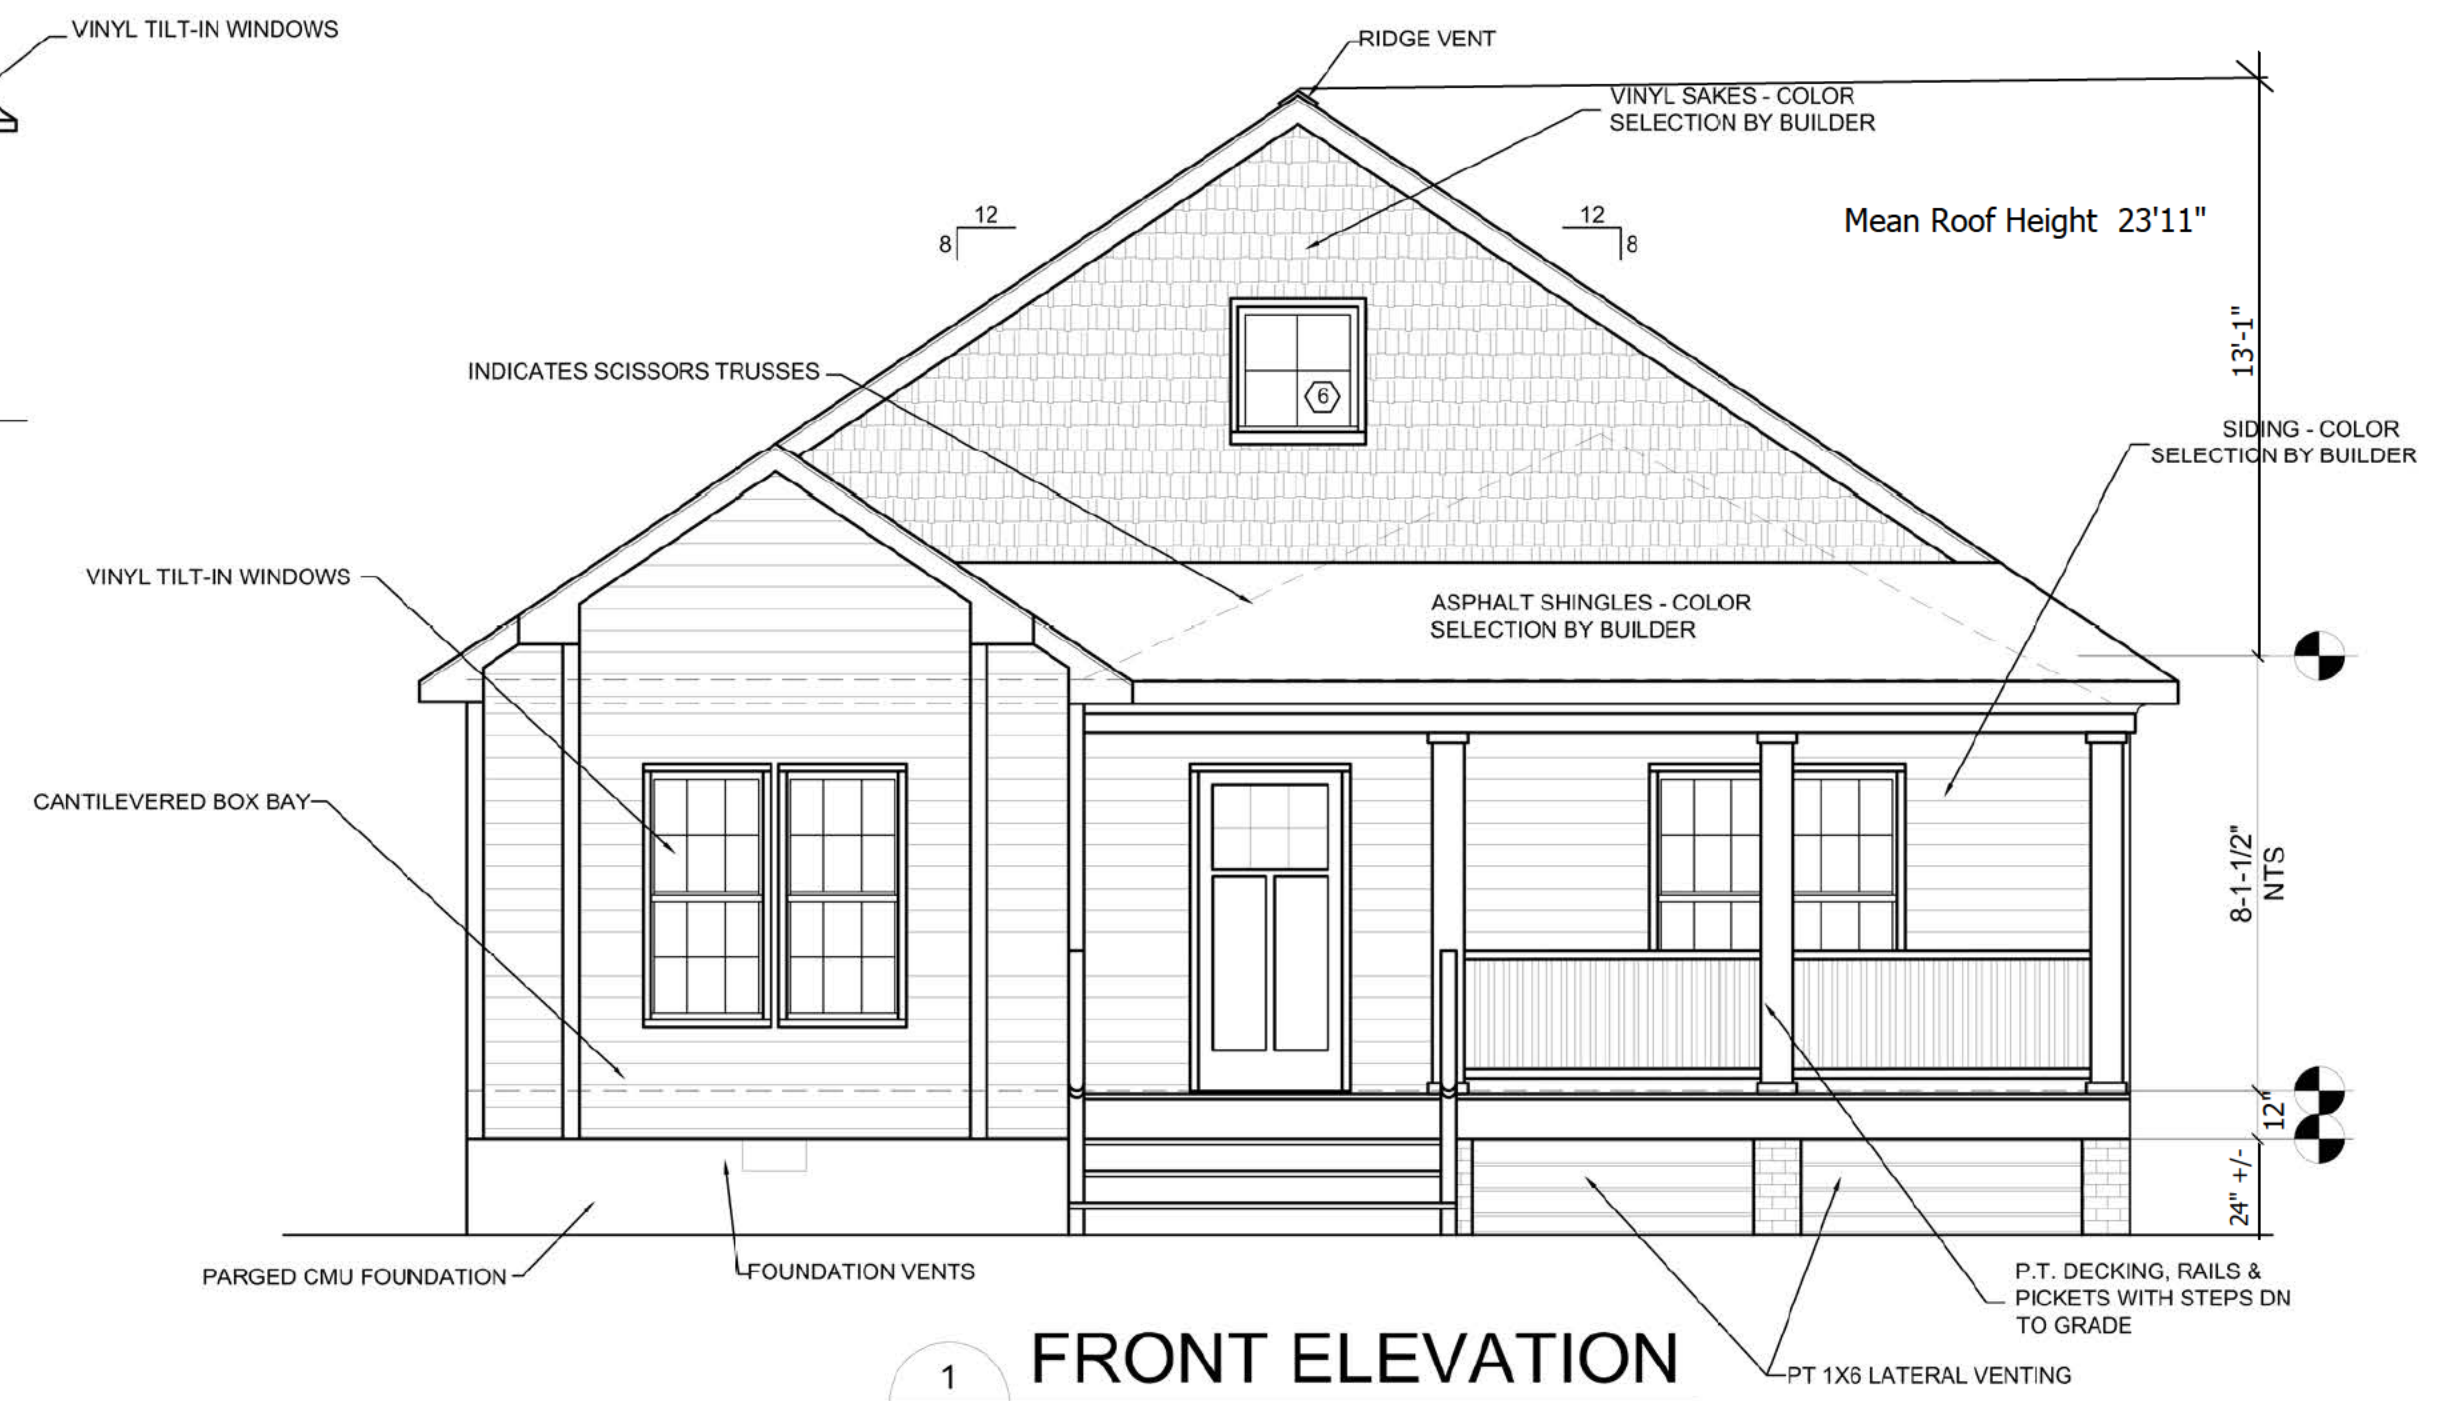 VINYL TILT-IN WINDOWS
RIDGE VENT
VINYL SAKES - COLOR
SELECTION BY BUILDER
12
8
12
8
Mean Roof Height 23'11"
13'-1"
INDICATES SCISSORS TRUSSES
6
SIDING - COLOR
SELECTION BY BUILDER
VINYL TILT-IN WINDOWS
ASPHALT SHINGLES - COLOR
SELECTION BY BUILDER
CANTILEVERED BOX BAY
8-1-1/2"
NTS
12"
24" +/-
PARGED CMU FOUNDATION
FOUNDATION VENTS
P.T. DECKING, RAILS &
PICKETS WITH STEPS DN
TO GRADE
1
FRONT ELEVATION
PT 1X6 LATERAL VENTING